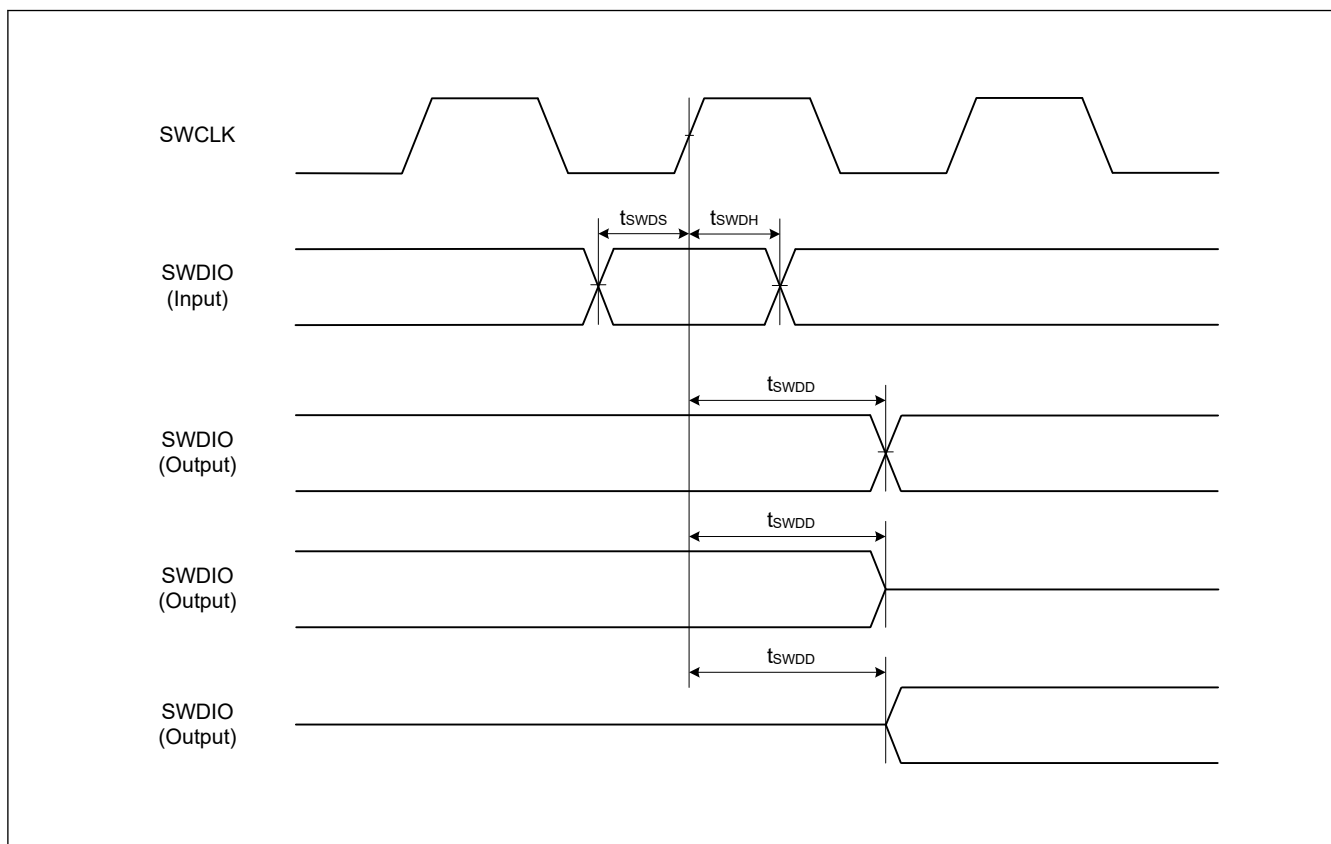 SWCLK
tSWDS
tSWDH
SWDIO
(Input)
tSWDD
SWDIO
(Output)
tSWDD
SWDIO
(Output)
tSWDD
SWDIO
(Output)